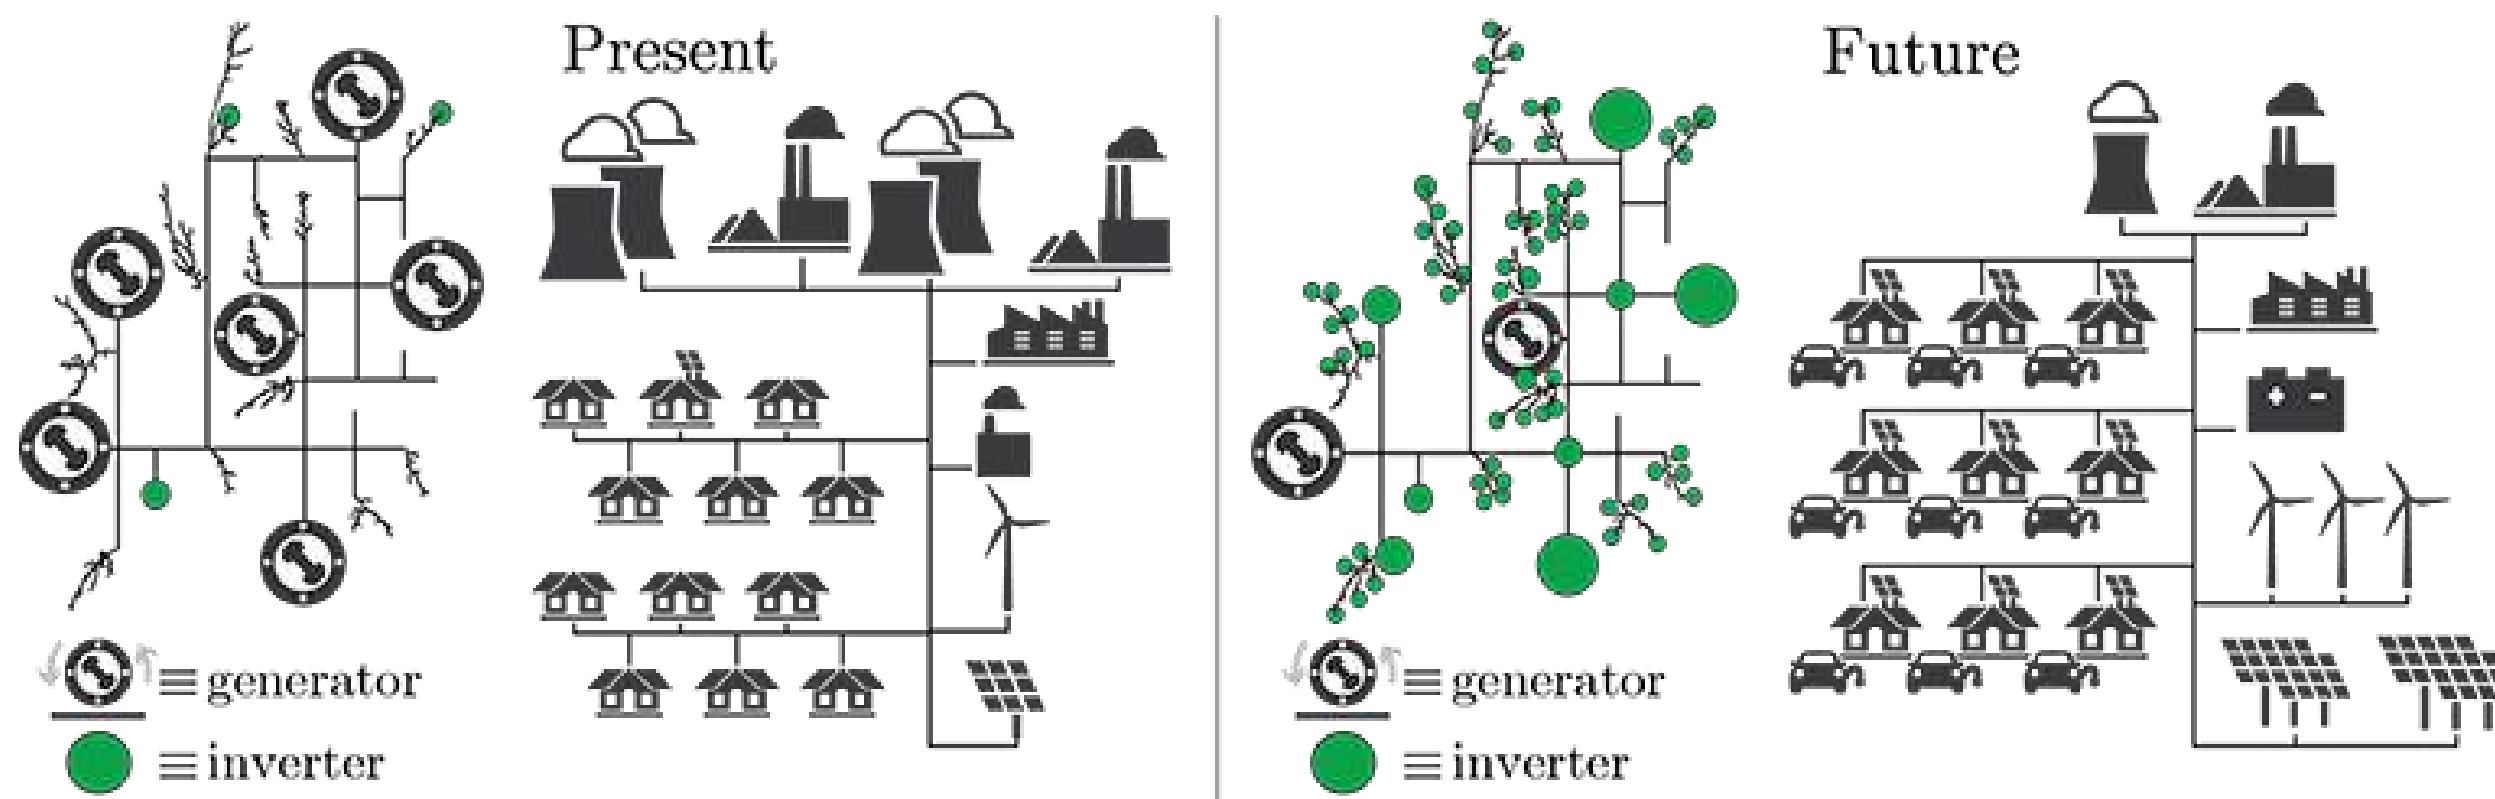 Present
≡ generator
≡ inverter
Future
≡ generator
≡ inverter